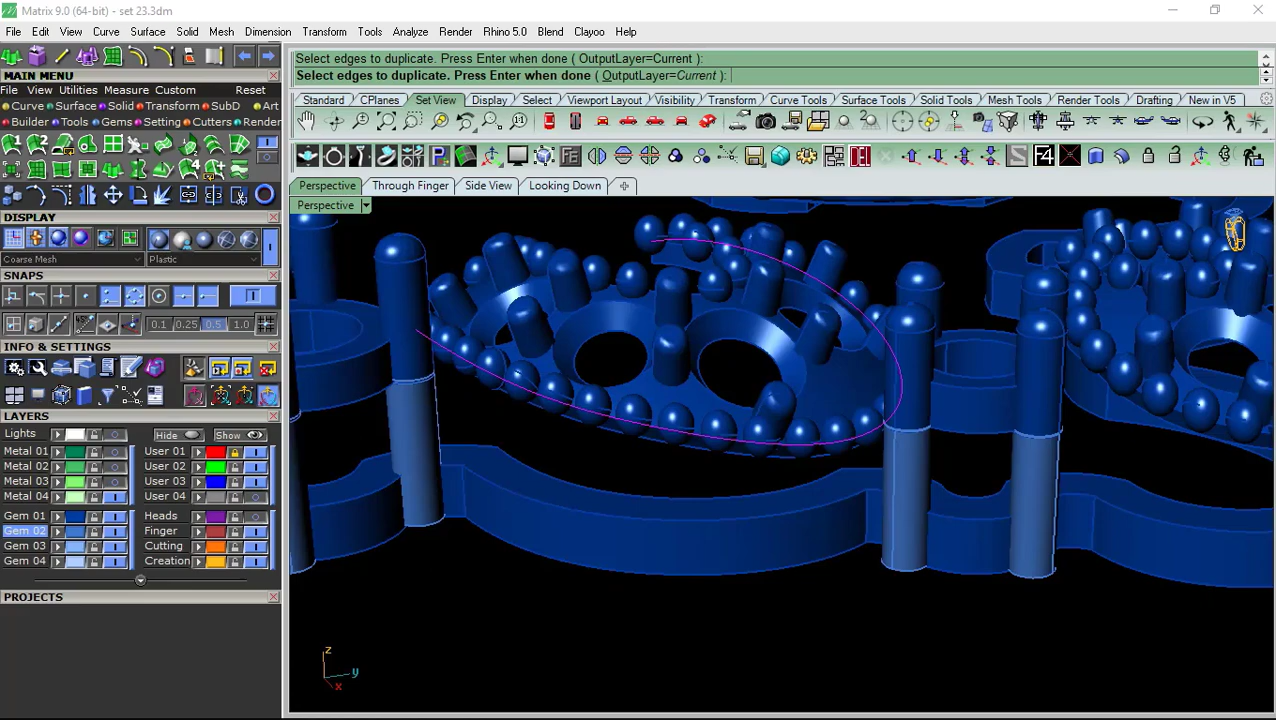 Matrix 9.0 (64-bit) - set 23.3dm
File Edit View Curve Surface Solid Mesh Dimension Transform Tools Analyze Render Rhino 5.0 Blend Clayoo Help
Select edges to duplicate. Press Enter when done ( OutputLayer=Current ):
Select edges to duplicate. Press Enter when done ( OutputLayer=Current ):
MAIN MENU
File View Utilities Measure Custom
Curve Surface Solid Transform SubD Art
Builder Tools Gems Setting Cutters Render
Standard CPlanes Set View Display Select Viewport Layout Visibility Transform Curve Tools Surface Tools Solid Tools Mesh Tools Render Tools Drafting New in V5
Perspective Through Finger Side View Looking Down
Perspective
DISPLAY
Coarse Mesh Plastic
SNAPS
0.1 0.25 0.5 1.0
INFO & SETTINGS
LAYERS
Lights Hide Show
Metal 01 User 01
Metal 02 User 02
Metal 03 User 03
Metal 04 User 04
Gem 01 Heads
Gem 02 Finger
Gem 03 Cutting
Gem 04 Creation
PROJECTS
z
y
x